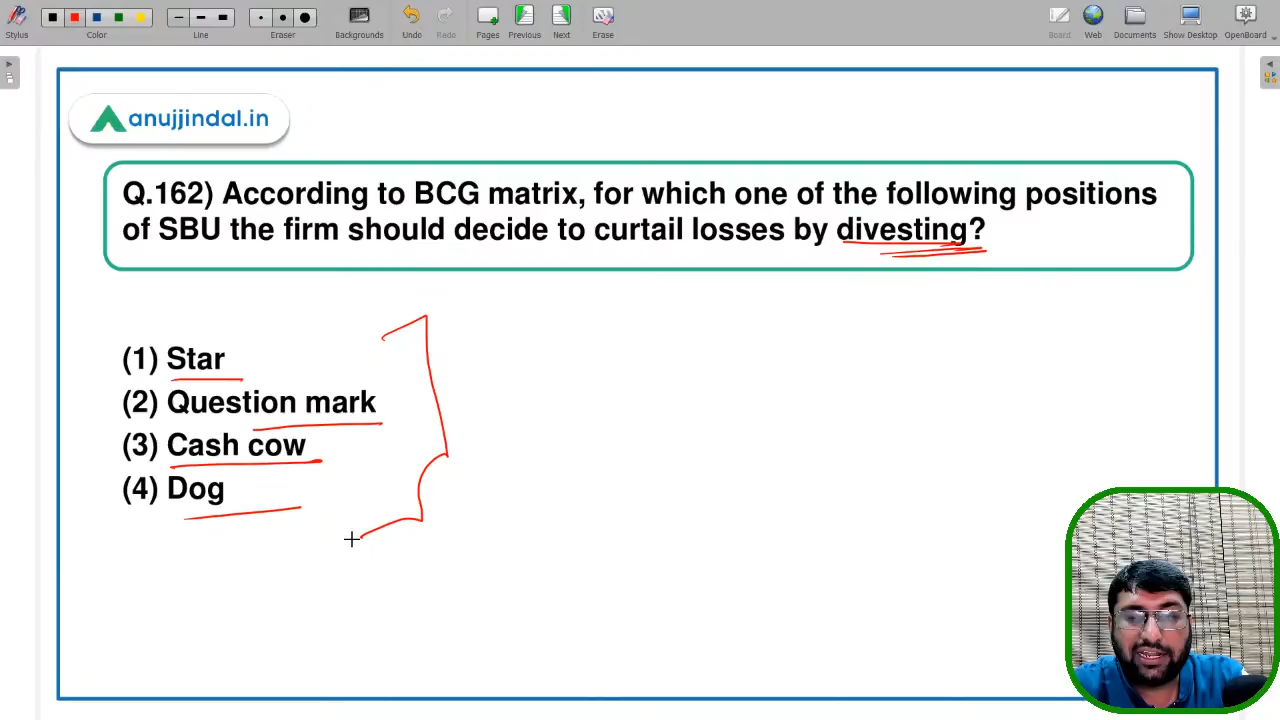 Stylus Color Line Eraser Backgrounds Undo Redo Pages Previous Next Erase Board Web Documents Show Desktop OpenBoard
anujjindal.in
Q.162) According to BCG matrix, for which one of the following positions
of SBU the firm should decide to curtail losses by divesting?
(1) Star
(2) Question mark
(3) Cash cow
(4) Dog